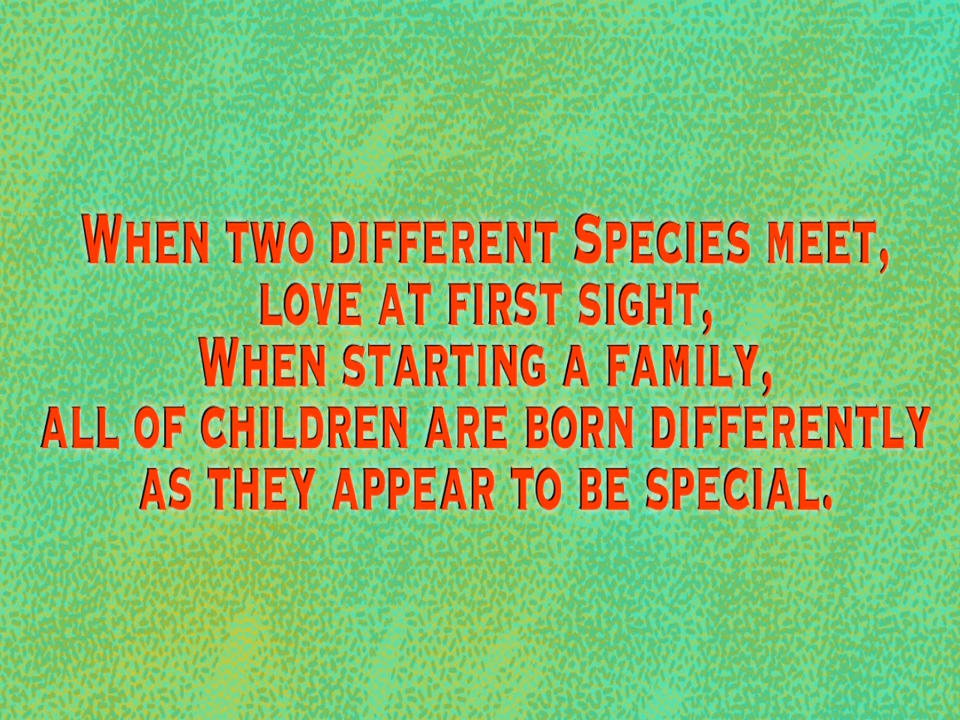 When two different Species meet,
love at first sight,
When starting a family,
all of children are born differently
as they appear to be special.